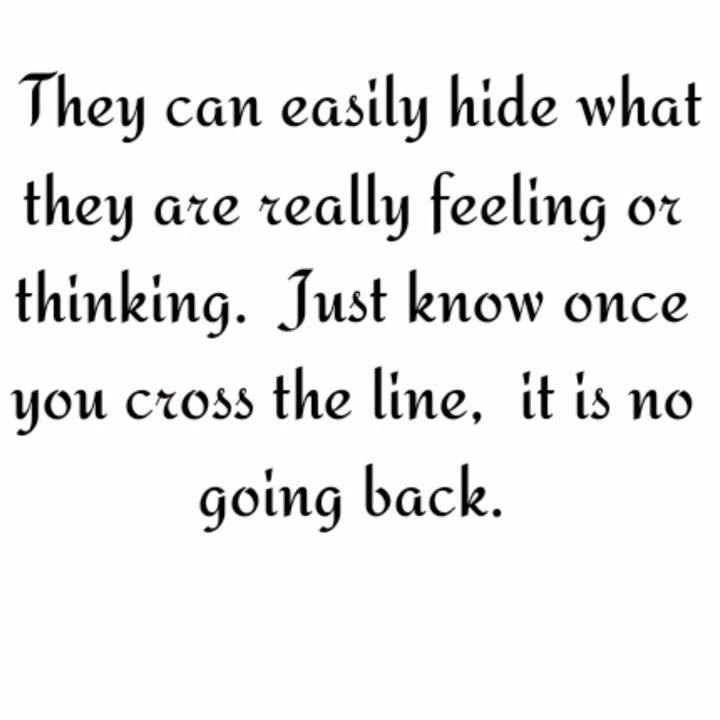 They can easily hide what
they are really feeling or
thinking.  Just know once
you cross the line,  it is no
going back.